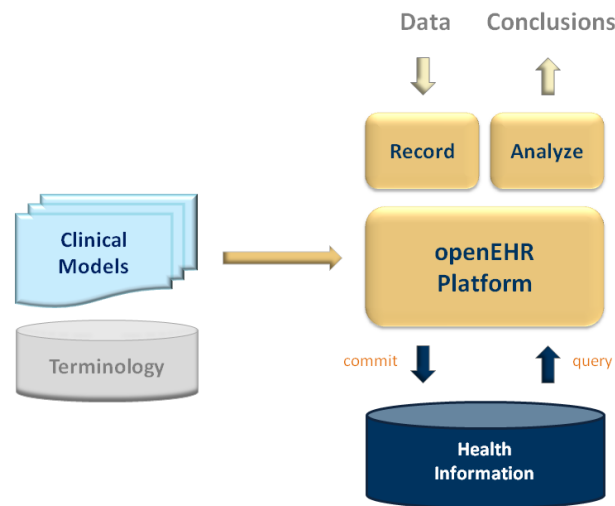 Data
Conclusions
Record
Analyze
Clinical
Models
openEHR
Platform
Terminology
commit
query
Health
Information